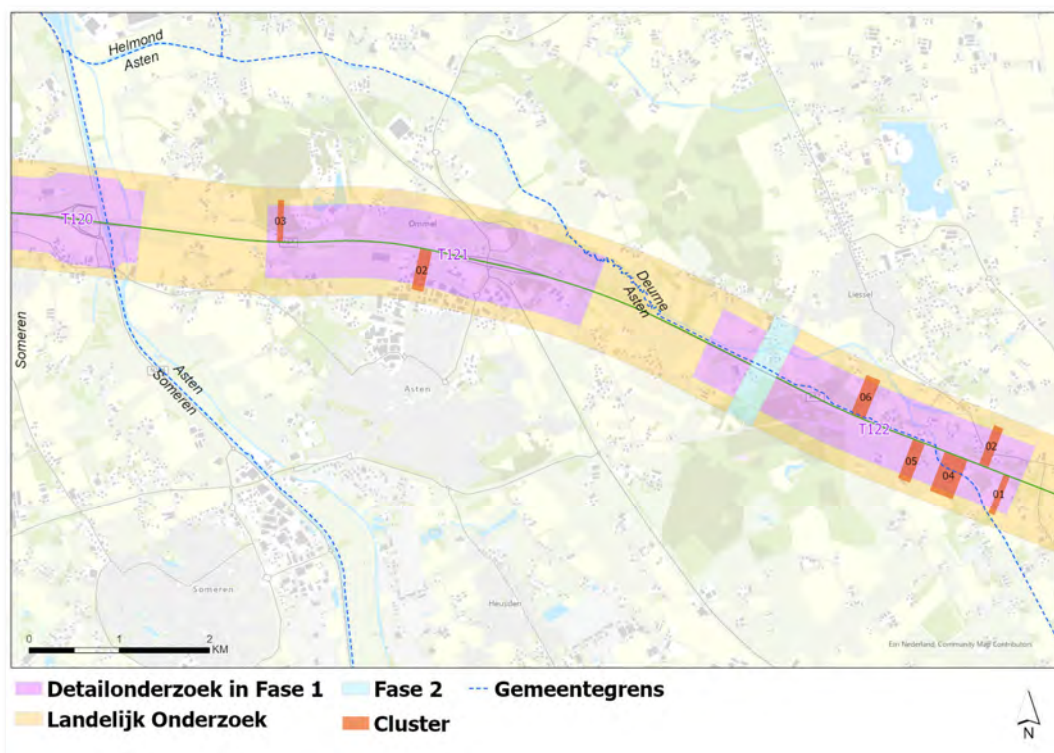 Helmond
Asten
T120
03
Ommel
T121
02
Deurne
Asten
Liessel
Someren
Asten
Someren
Asten
06
T122
02
05
04
01
Someren
Heusden
0 1 2
KM
Esri Nederland, Community Map Contributors
Detailonderzoek in Fase 1
Fase 2
Gemeentegrens
Landelijk Onderzoek
Cluster
N